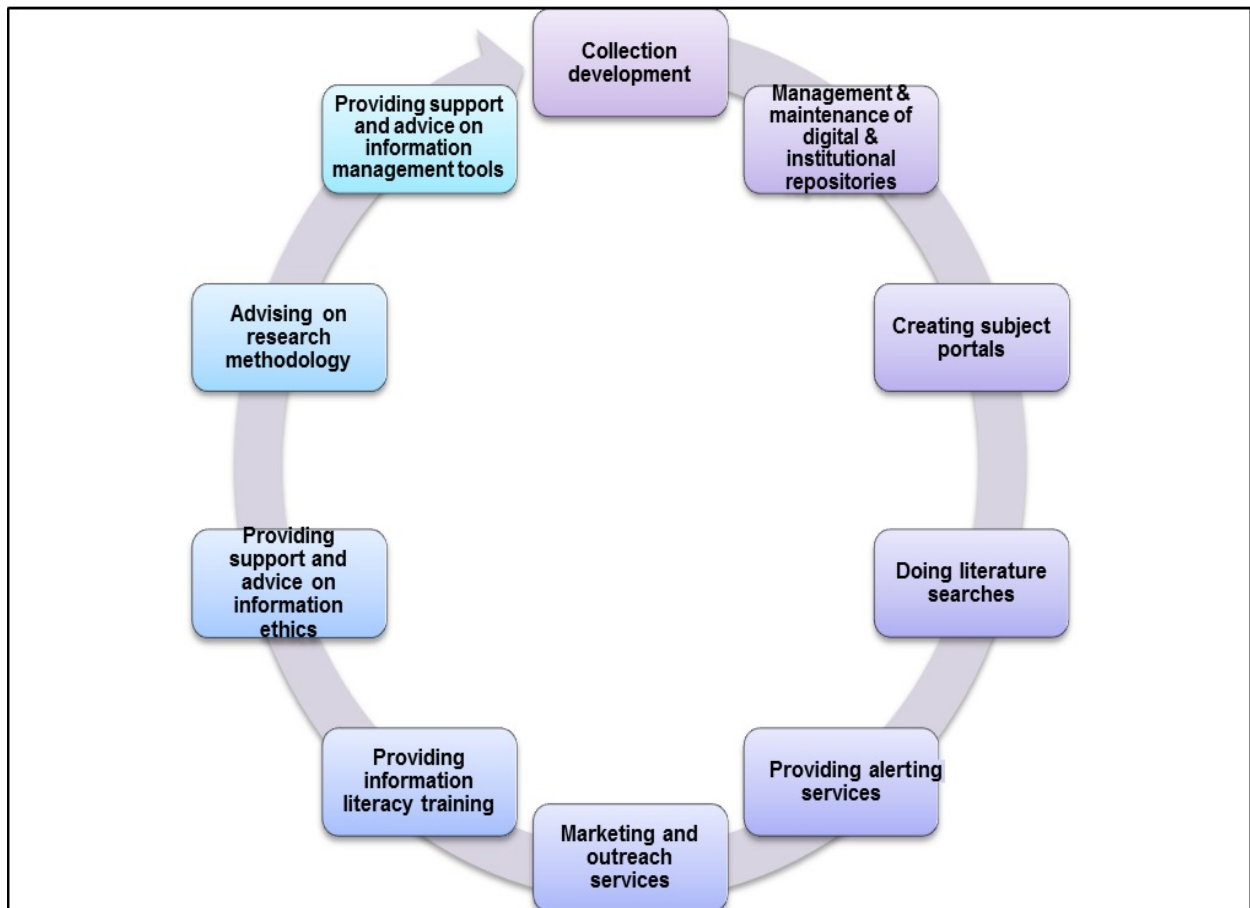 Collection
development
Management &
maintenance of
digital &
institutional
repositories
Creating subject
portals
Doing literature
searches
Providing alerting
services
Marketing and
outreach
services
Providing
information
literacy training
Providing
support and
advice on
information
ethics
Advising on
research
methodology
Providing support
and advice on
information
management tools